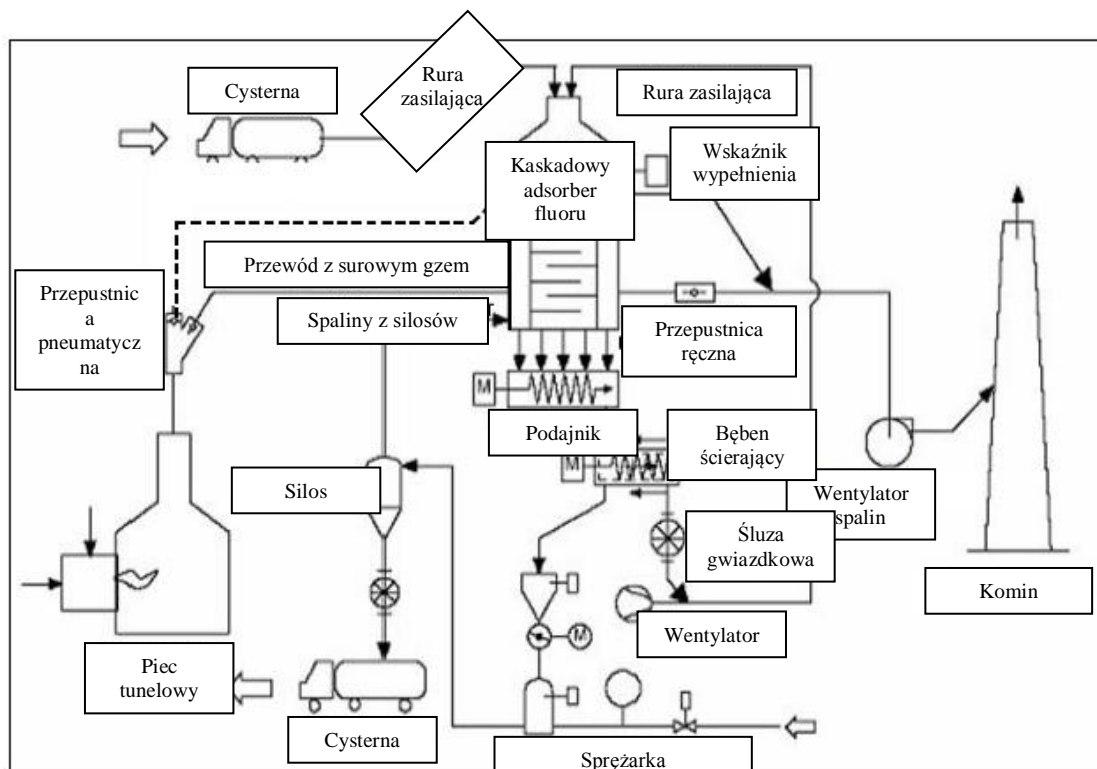 Rura
zasilająca
Cysterna
Rura zasilająca
Wskaźnik
wypełnienia
Kaskadowy
adsorber
fluoru
Przewód z surowym gzem
Przepustnic
a
pneumatycz
na
Spaliny z silosów
Przepustnica
ręczna
M
Podajnik
Bęben
ścierający
M
Silos
Wentylator
spalin
Śluza
gwiazdkowa
Komin
Wentylator
M
Piec
tunelowy
Cysterna
Sprężarka